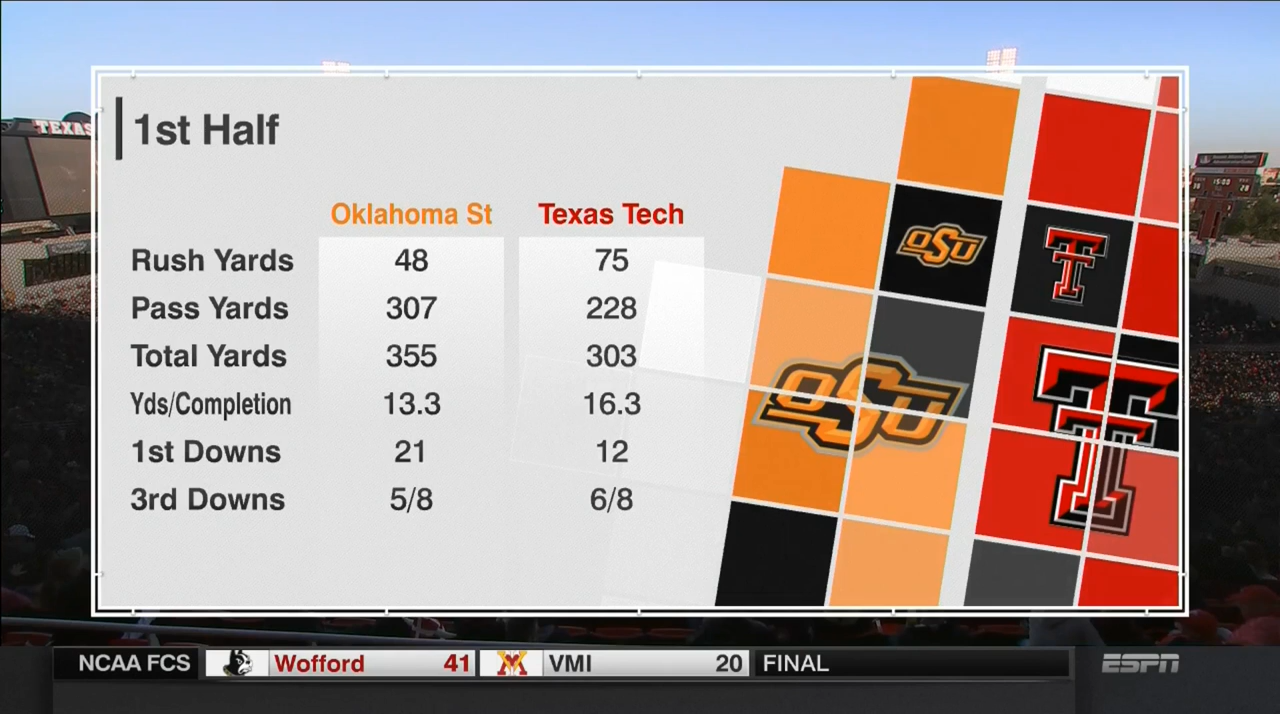 TEXAS
1st Half
Oklahoma St Texas Tech
Rush Yards 48 75
Pass Yards 307 228
Total Yards 355 303
Yds/Completion 13.3 16.3
1st Downs 21 12
3rd Downs 5/8 6/8
OSU
T T
OSU
T T
NCAA FCS Wofford 41 VMI 20 FINAL ESPN